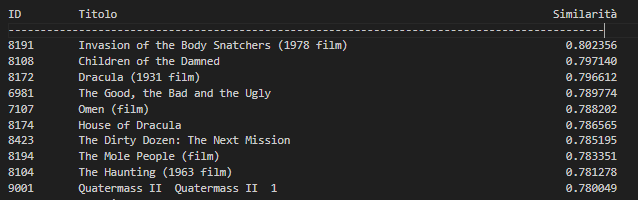 ID Titolo Similarità
--------------------------------------------------------------------------------------------
8191 Invasion of the Body Snatchers (1978 film) 0.802356
8108 Children of the Damned 0.797140
8172 Dracula (1931 film) 0.796612
6981 The Good, the Bad and the Ugly 0.789774
7107 Omen (film) 0.788202
8174 House of Dracula 0.786565
8423 The Dirty Dozen: The Next Mission 0.785195
8194 The Mole People (film) 0.783351
8104 The Haunting (1963 film) 0.781278
9001 Quatermass II  Quatermass II  1 0.780049